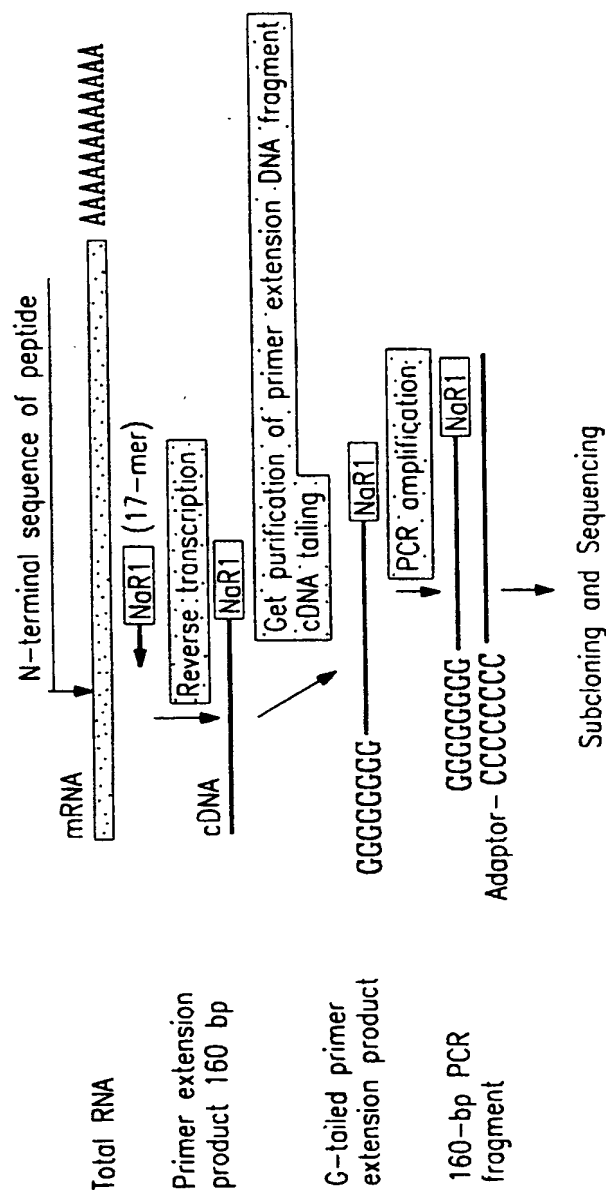 N-terminal sequence of peptide
mRNA
AAAAAAAAAAAA
Total RNA
NaR1 (17-mer)
Reverse transcription
Primer extension
product 160 bp
cDNA
NaR1
Get purification of primer extension DNA fragment
cDNA tailing
G-tailed primer
extension product
GGGGGGGG
NaR1
PCR amplification
160-bp PCR
fragment
GGGGGGGG
NaR1
Adaptor- CCCCCCCC
Subcloning and Sequencing